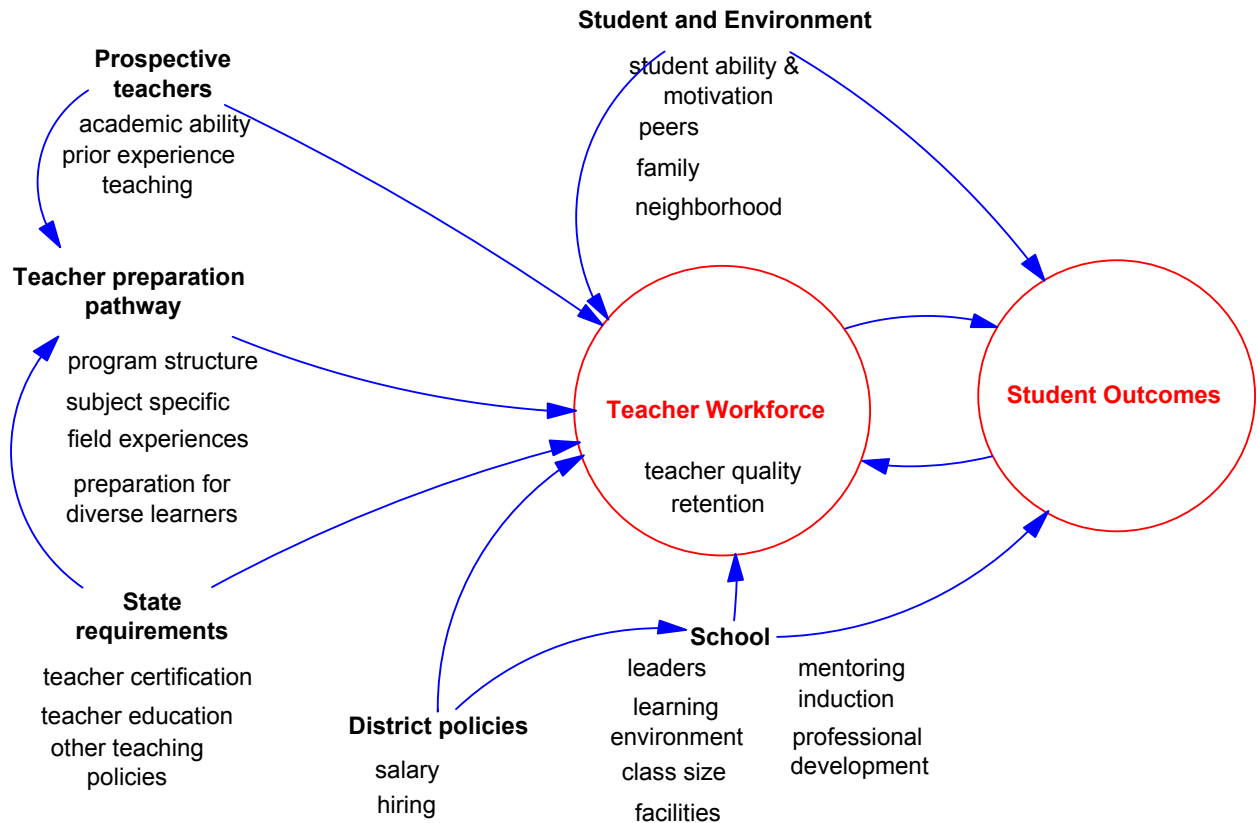 Student and Environment
student ability &
motivation
peers
family
neighborhood
Prospective
teachers
academic ability
prior experience
teaching
Teacher preparation
pathway
program structure
subject specific
field experiences
preparation for
diverse learners
Teacher Workforce
teacher quality
retention
Student Outcomes
State
requirements
teacher certification
teacher education
other teaching
policies
District policies
salary
hiring
School
leaders
learning
environment
class size
facilities
mentoring
induction
professional
development